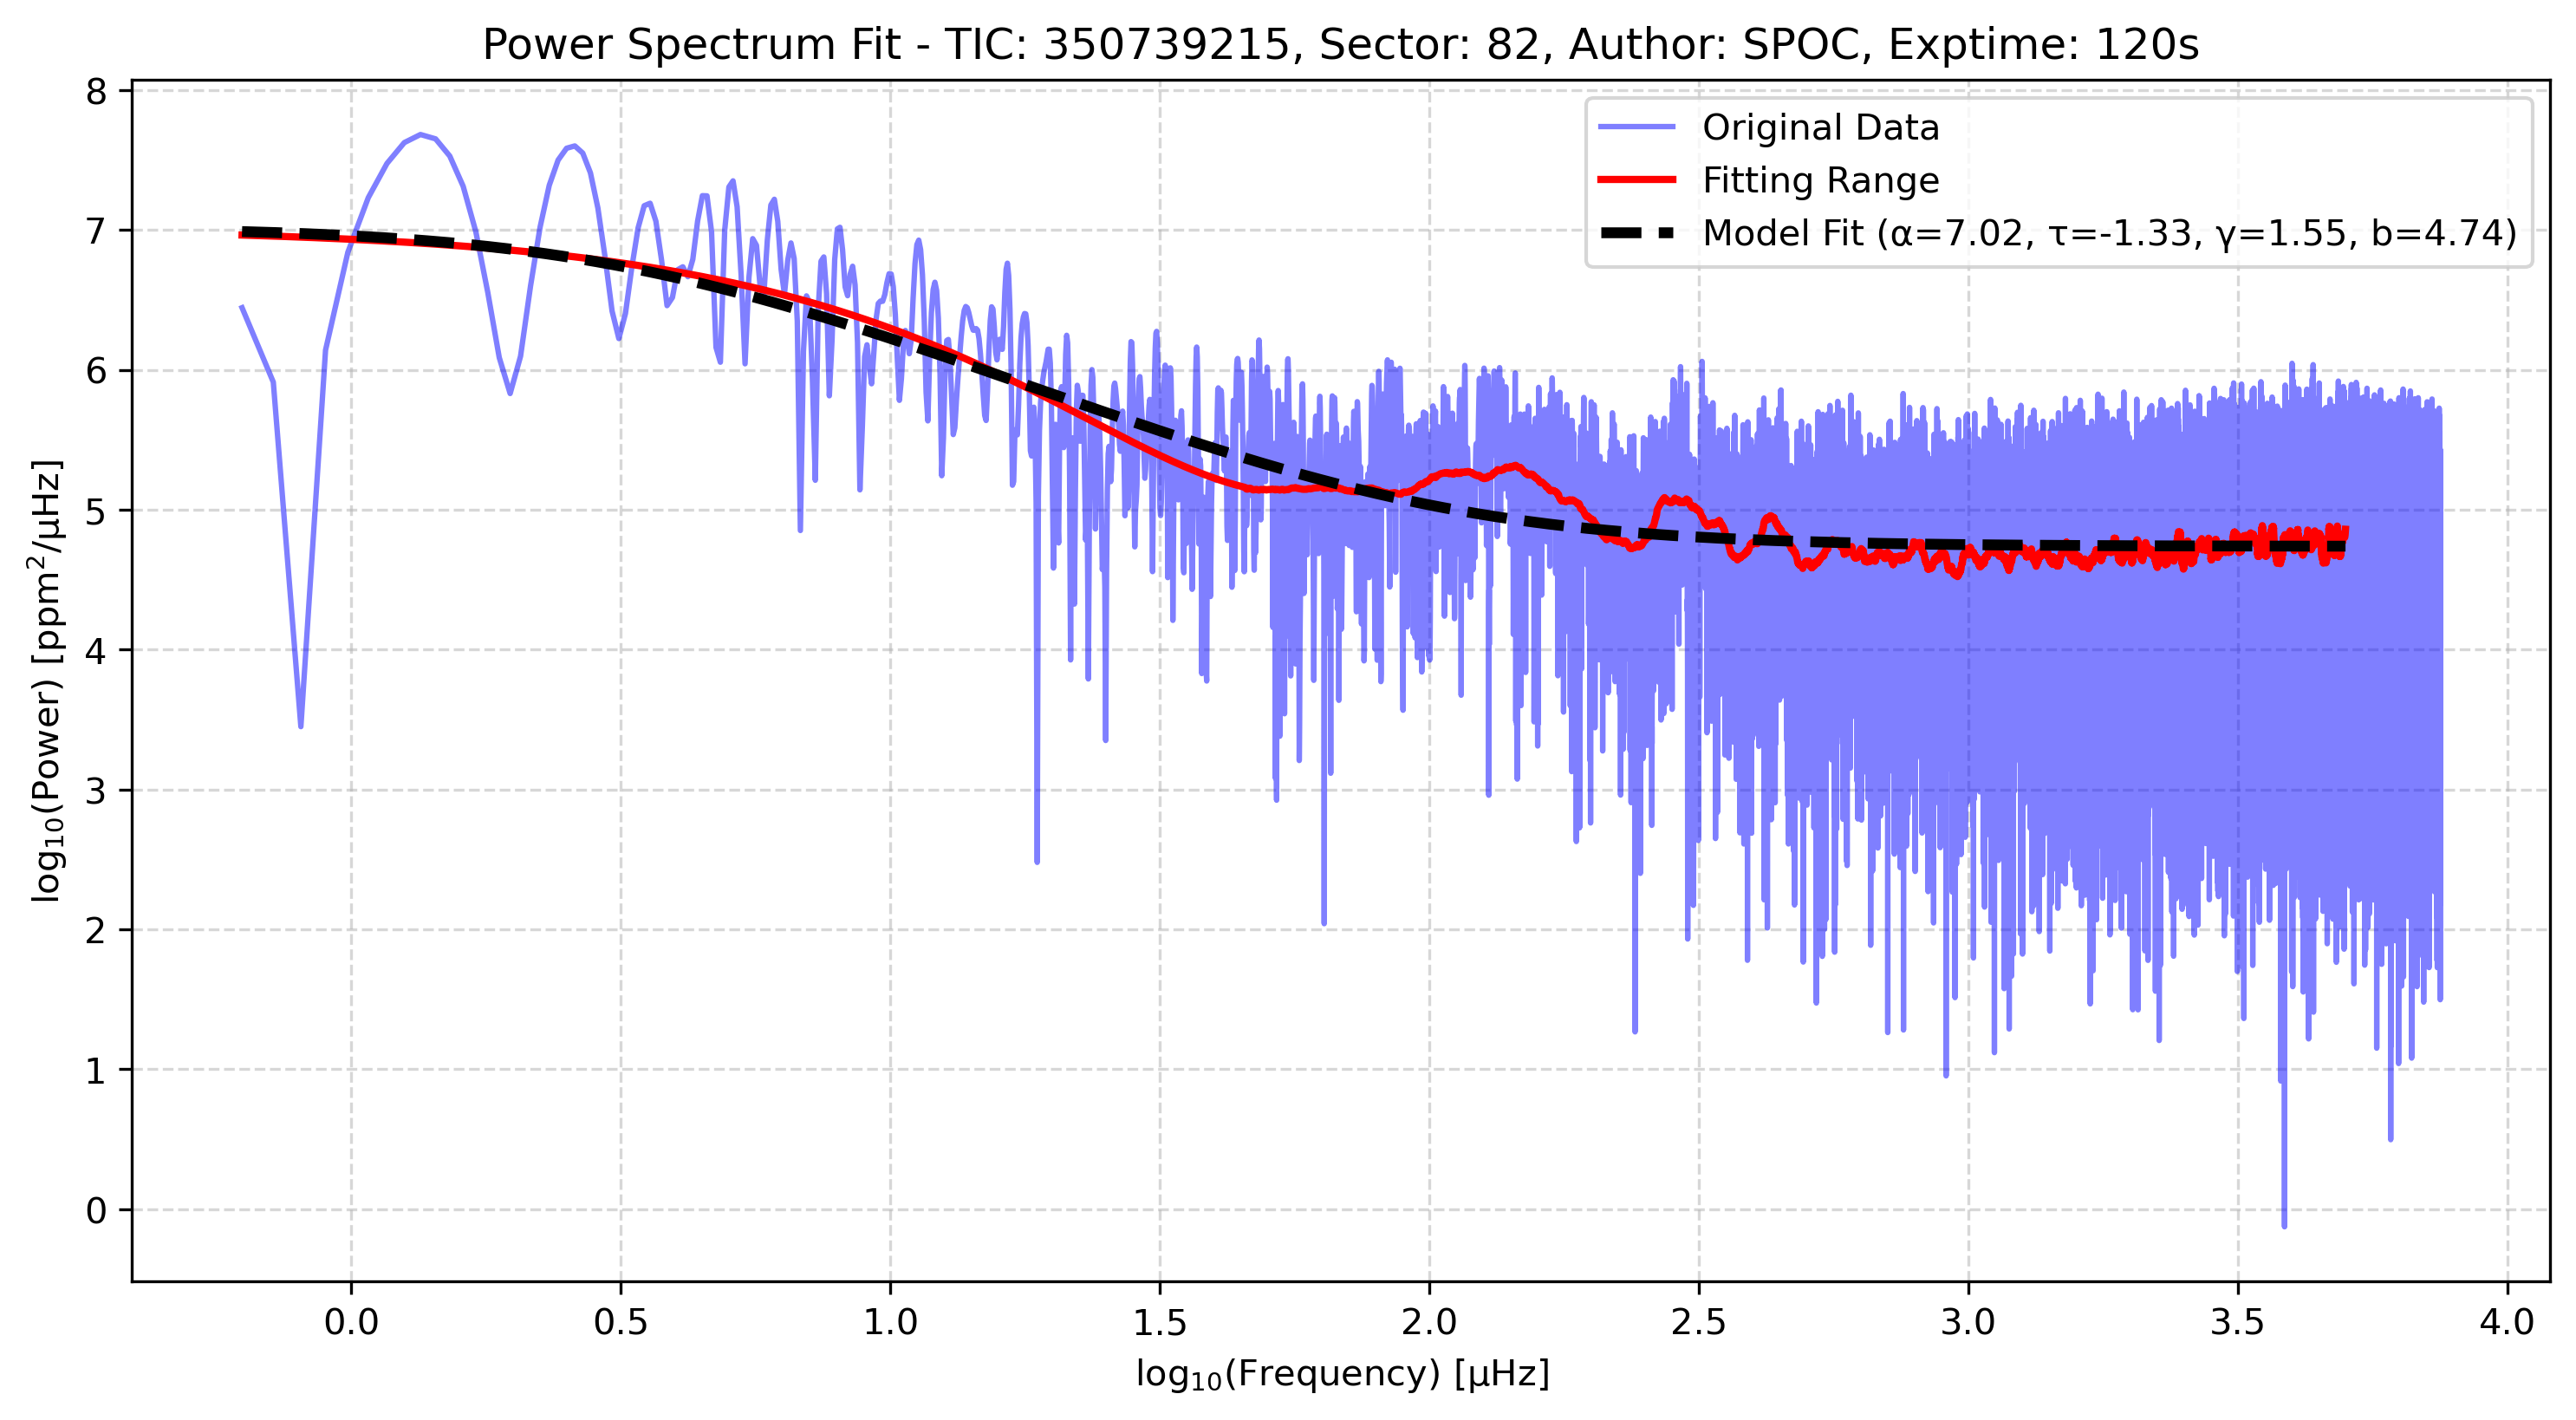 Power Spectrum Fit - TIC: 350739215, Sector: 82, Author: SPOC, Exptime: 120s
Original Data
Fitting Range
Model Fit (α=7.02, τ=-1.33, γ=1.55, b=4.74)
log₁₀(Power) [ppm²/μHz]
8
7
6
5
4
3
2
1
0
0.0 0.5 1.0 1.5 2.0 2.5 3.0 3.5 4.0
log₁₀(Frequency) [μHz]